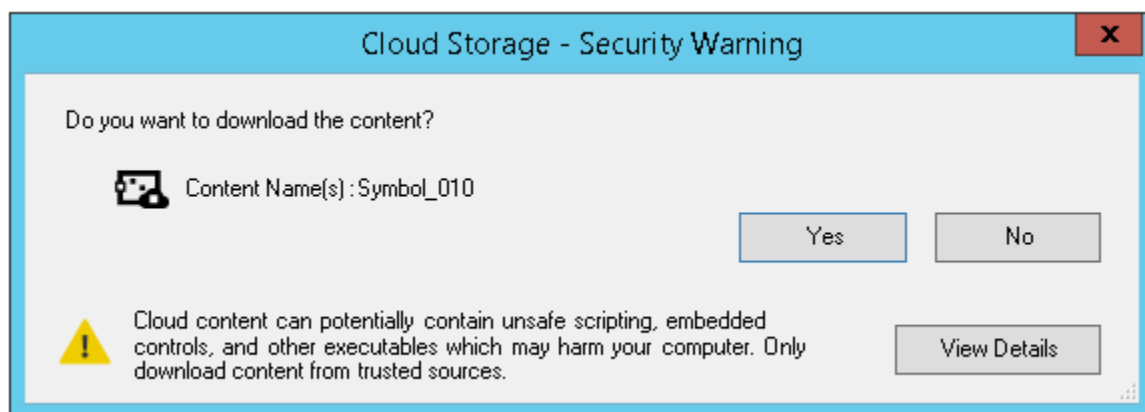 Cloud Storage - Security Warning
x
Do you want to download the content?
Content Name(s) : Symbol_010
Yes
No
Cloud content can potentially contain unsafe scripting, embedded
controls, and other executables which may harm your computer. Only
download content from trusted sources.
View Details